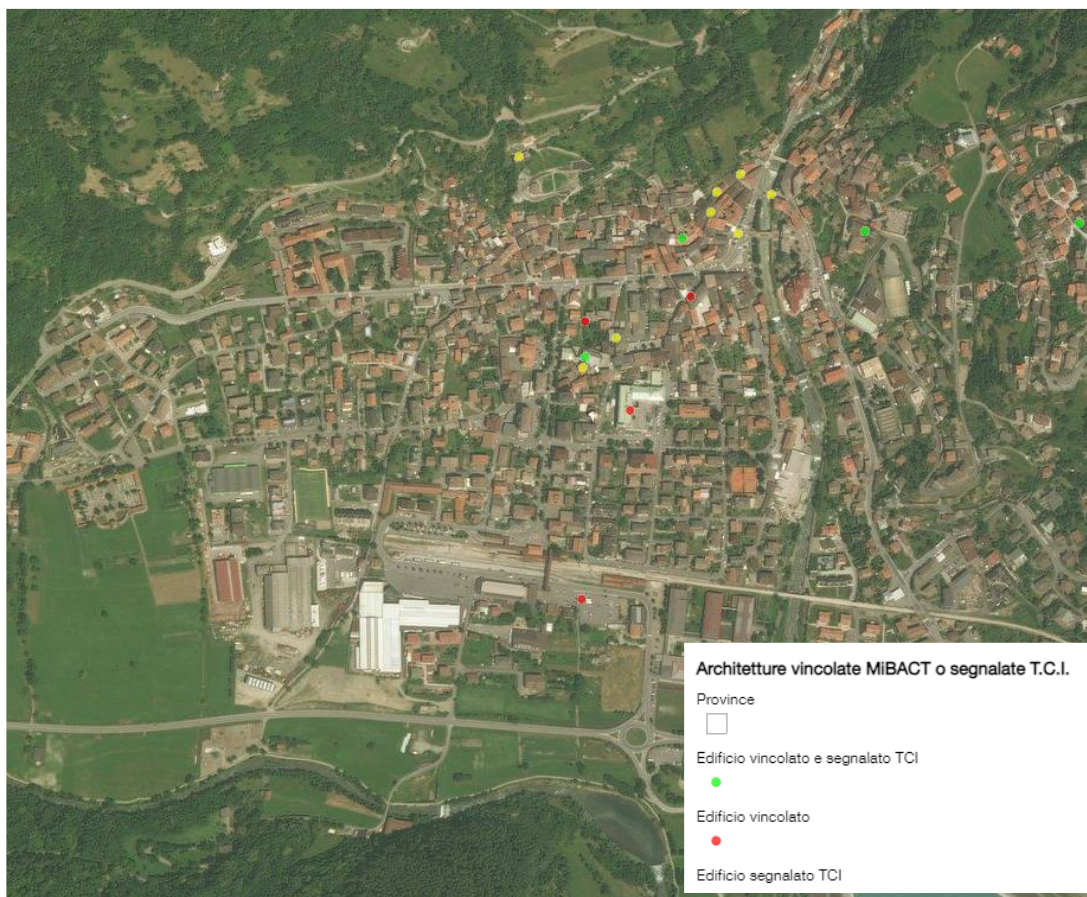 Architetture vincolate MiBACT o segnalate T.C.I.
Province
Edificio vincolato e segnalato TCI
Edificio vincolato
Edificio segnalato TCI